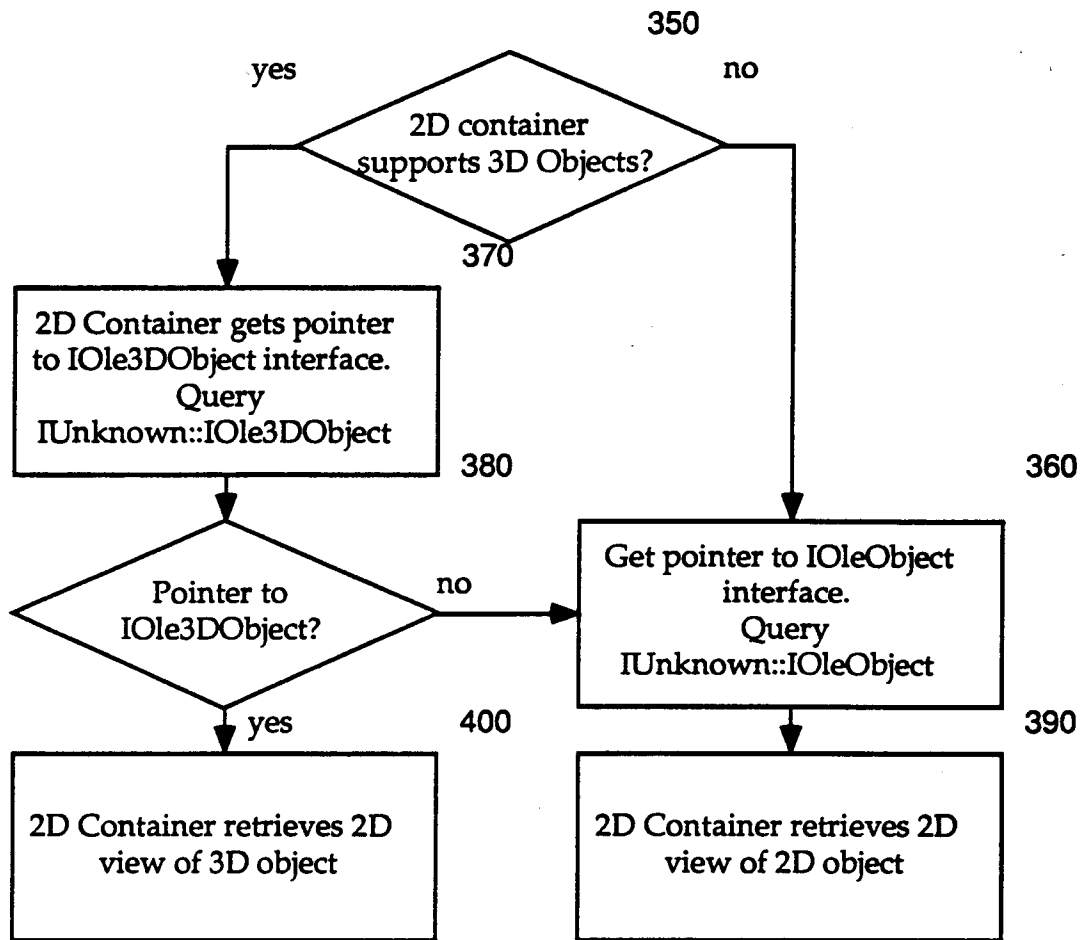 350
yes
no
2D container
supports 3D Objects?
370
2D Container gets pointer
to IOle3DObject interface.
Query
IUnknown::IOle3DObject
380
360
Pointer to
IOle3DObject?
no
Get pointer to IOleObject
interface.
Query
IUnknown::IOleObject
yes
400
390
2D Container retrieves 2D
view of 3D object
2D Container retrieves 2D
view of 2D object